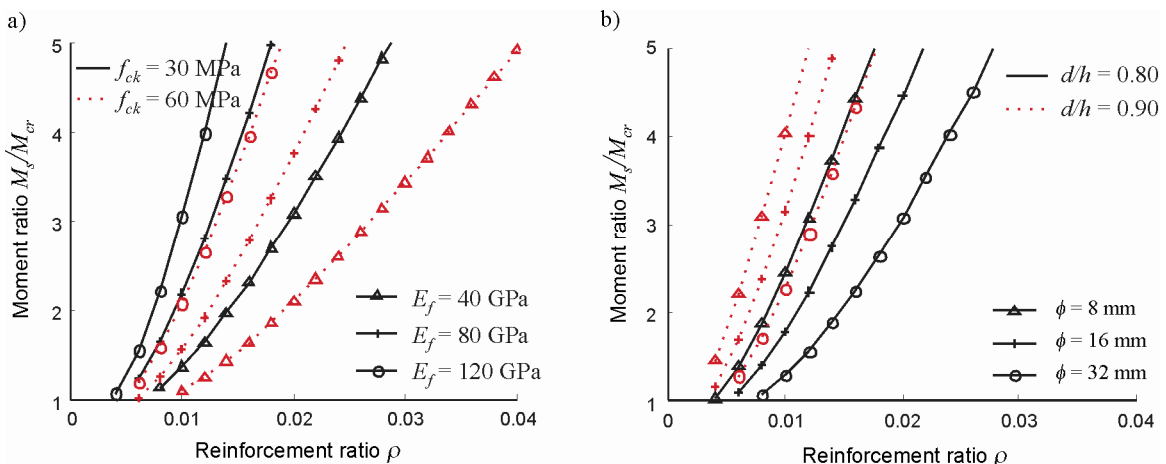 a)
5
4
3
2
1
Moment ratio Ms/Mcr
fck = 30 MPa
fck = 60 MPa
Ef = 40 GPa
Ef = 80 GPa
Ef = 120 GPa
0
0.01
0.02
0.03
0.04
Reinforcement ratio ρ
b)
5
4
3
2
1
Moment ratio Ms/Mcr
d/h = 0.80
d/h = 0.90
ϕ = 8 mm
ϕ = 16 mm
ϕ = 32 mm
0
0.01
0.02
0.03
0.04
Reinforcement ratio ρ